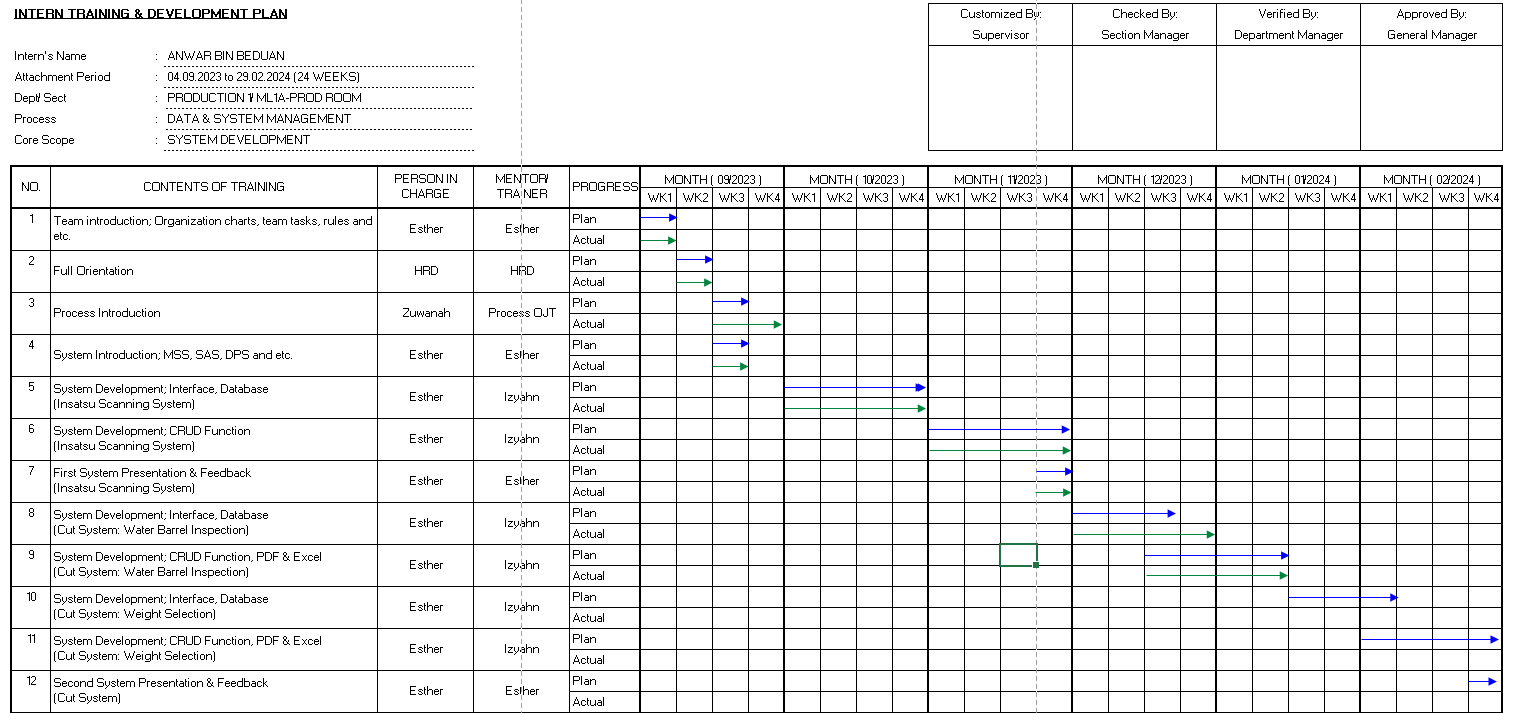 INTERN TRAINING & DEVELOPMENT PLAN
Customized By: Checked By: Verified By: Approved By:
Supervisor Section Manager Department Manager General Manager
Intern's Name : ANWAR BIN BEDUAN
Attachment Period : 04.09.2023 to 29.02.2024 (24 WEEKS)
Dept/ Sect : PRODUCTION 1/ ML1A-PROD ROOM
Process : DATA & SYSTEM MANAGEMENT
Core Scope : SYSTEM DEVELOPMENT
NO. CONTENTS OF TRAINING PERSON IN CHARGE MENTOR/ TRAINER PROGRESS MONTH ( 09/2023 ) MONTH ( 10/2023 ) MONTH ( 11/2023 ) MONTH ( 12/2023 ) MONTH ( 01/2024 ) MONTH ( 02/2024 )
WK1 WK2 WK3 WK4 WK1 WK2 WK3 WK4 WK1 WK2 WK3 WK4 WK1 WK2 WK3 WK4 WK1 WK2 WK3 WK4 WK1 WK2 WK3 WK4
1 Team introduction; Organization charts, team tasks, rules and
etc. Esther Esther Plan
Actual
2 Full Orientation HRD HRD Plan
Actual
3 Process Introduction Zuwanah Process OJT Plan
Actual
4 System Introduction; MSS, SAS, DPS and etc. Esther Esther Plan
Actual
5 System Development; Interface, Database
(Insatsu Scanning System) Esther Izyahn Plan
Actual
6 System Development; CRUD Function
(Insatsu Scanning System) Esther Izyahn Plan
Actual
7 First System Presentation & Feedback
(Insatsu Scanning System) Esther Esther Plan
Actual
8 System Development; Interface, Database
(Cut System: Water Barrel Inspection) Esther Izyahn Plan
Actual
9 System Development; CRUD Function, PDF & Excel
(Cut System: Water Barrel Inspection) Esther Izyahn Plan
Actual
10 System Development; Interface, Database
(Cut System: Weight Selection) Esther Izyahn Plan
Actual
11 System Development; CRUD Function, PDF & Excel
(Cut System: Weight Selection) Esther Izyahn Plan
Actual
12 Second System Presentation & Feedback
(Cut System) Esther Esther Plan
Actual